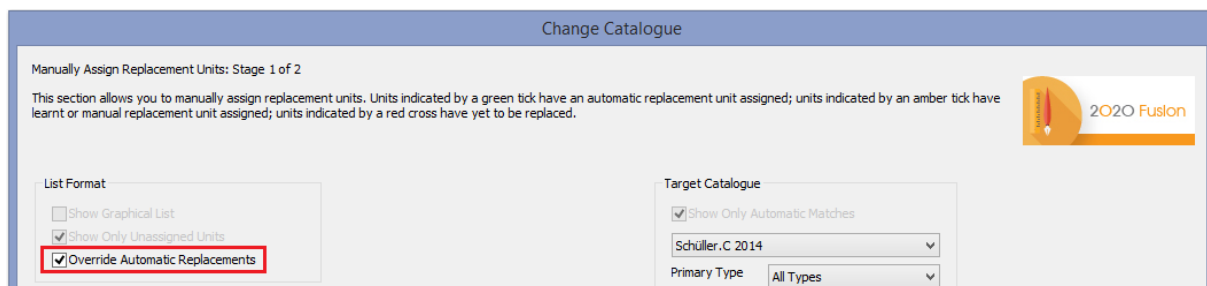 Change Catalogue
Manually Assign Replacement Units: Stage 1 of 2
This section allows you to manually assign replacement units. Units indicated by a green tick have an automatic replacement unit assigned; units indicated by an amber tick have
learnt or manual replacement unit assigned; units indicated by a red cross have yet to be replaced.
2020 Fusion
List Format
Show Graphical List
Show Only Unassigned Units
Override Automatic Replacements
Target Catalogue
Show Only Automatic Matches
Schüller.C 2014
Primary Type
All Types